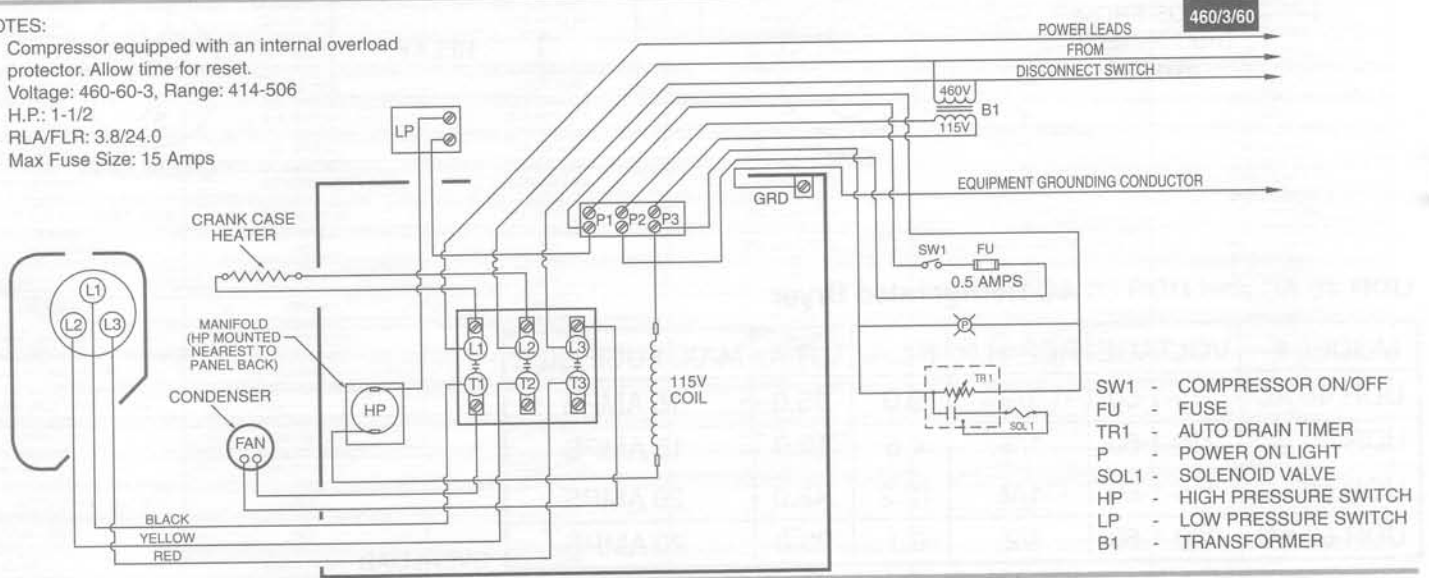 460/3/60
OTES:
Compressor equipped with an internal overload
protector. Allow time for reset.
Voltage: 460-60-3, Range: 414-506
H.P.: 1-1/2
RLA/FLR: 3.8/24.0
Max Fuse Size: 15 Amps
POWER LEADS
FROM
DISCONNECT SWITCH
460V
B1
115V
LP
EQUIPMENT GROUNDING CONDUCTOR
GRD
P1 P2 P3
CRANK CASE
HEATER
SW1 FU
0.5 AMPS
L1
L2 L3
MANIFOLD
(HP MOUNTED
NEAREST TO
PANEL BACK)
L1 L2 L3
P
T1 T2 T3
115V
COIL
TR 1
SOL 1
HP
CONDENSER
FAN
BLACK
YELLOW
RED
SW1 - COMPRESSOR ON/OFF
FU - FUSE
TR1 - AUTO DRAIN TIMER
P - POWER ON LIGHT
SOL1 - SOLENOID VALVE
HP - HIGH PRESSURE SWITCH
LP - LOW PRESSURE SWITCH
B1 - TRANSFORMER